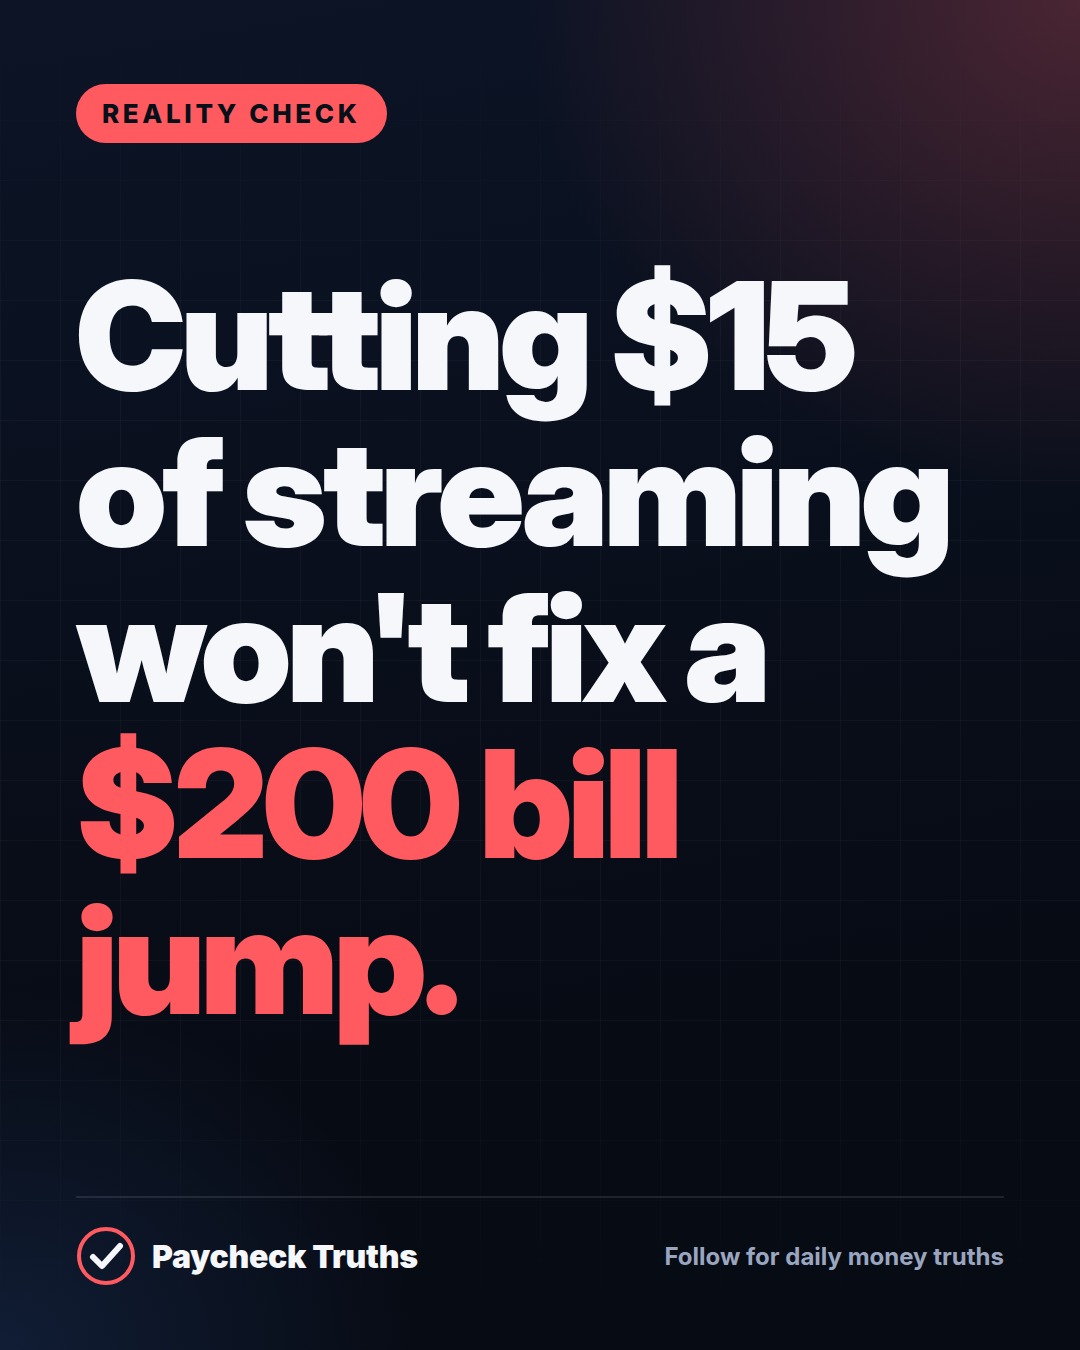 REALITY CHECK
Cutting $15
of streaming
won't fix a
$200 bill
jump.
Paycheck Truths
Follow for daily money truths